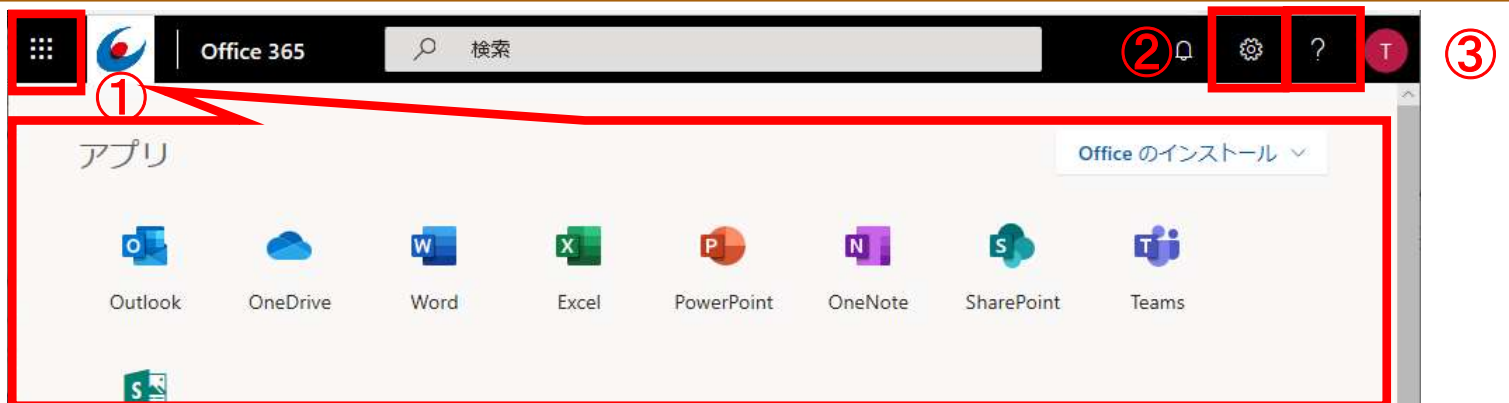 Office 365 検索 ② ? T ③
①
アプリ Office のインストール
Outlook OneDrive Word Excel PowerPoint OneNote SharePoint Teams